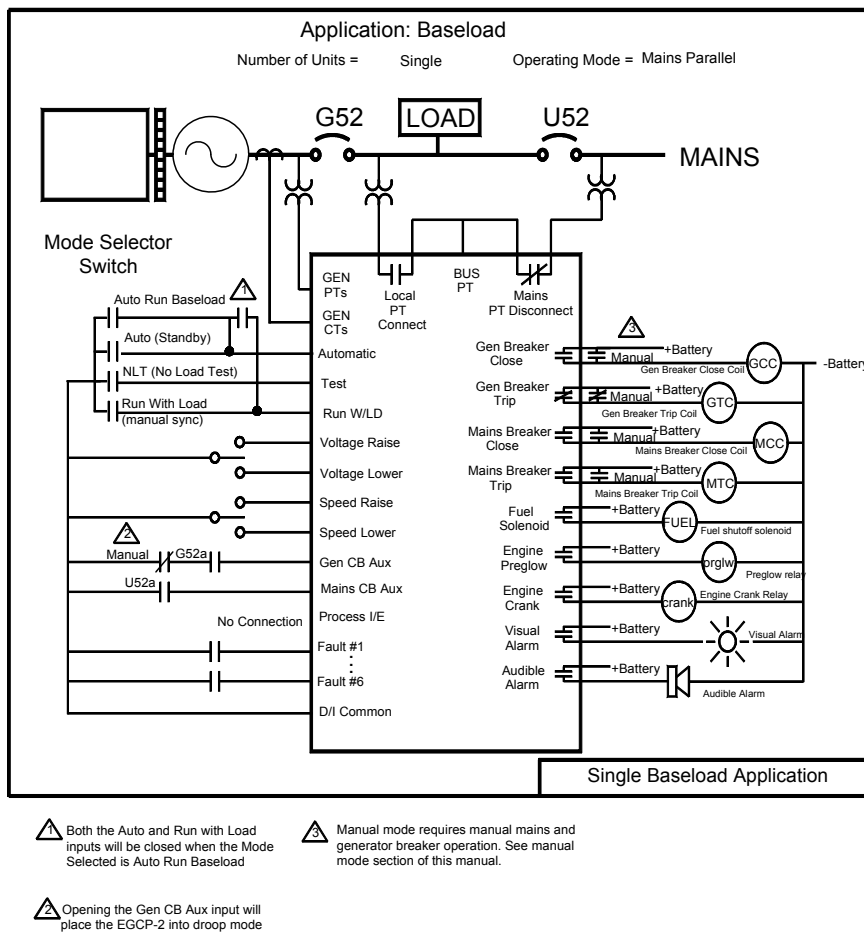 Application: Baseload
Number of Units = Single Operating Mode = Mains Parallel
G52
LOAD
U52
MAINS
Mode Selector
Switch
GEN
PTs
Local
PT
Connect
BUS
PT
Mains
PT Disconnect
GEN
CTs
Auto Run Baseload
1
Auto (Standby)
NLT (No Load Test)
Run With Load
(manual sync)
Automatic
Test
Run W/LD
Voltage Raise
Voltage Lower
Speed Raise
Speed Lower
2
Manual
G52a
Gen CB Aux
U52a
Mains CB Aux
No Connection
Process I/E
Fault #1
Fault #6
D/I Common
3
Gen Breaker
Close
Manual
+Battery
Gen Breaker Close Coil
GCC
-Battery
Gen Breaker
Trip
Manual
+Battery
Gen Breaker Trip Coil
GTC
Mains Breaker
Close
Manual
+Battery
Mains Breaker Close Coil
MCC
Mains Breaker
Trip
Manual
+Battery
Mains Breaker Trip Coil
MTC
Fuel
Solenoid
+Battery
FUEL
Fuel shutoff solenoid
Engine
Preglow
+Battery
prglw
Preglow relay
Engine
Crank
+Battery
crank
Engine Crank Relay
Visual
Alarm
+Battery
Visual Alarm
Audible
Alarm
+Battery
Audible Alarm
Single Baseload Application
1
Both the Auto and Run with Load
inputs will be closed when the Mode
Selected is Auto Run Baseload
3
Manual mode requires manual mains and
generator breaker operation. See manual
mode section of this manual.
2
Opening the Gen CB Aux input will
place the EGCP-2 into droop mode